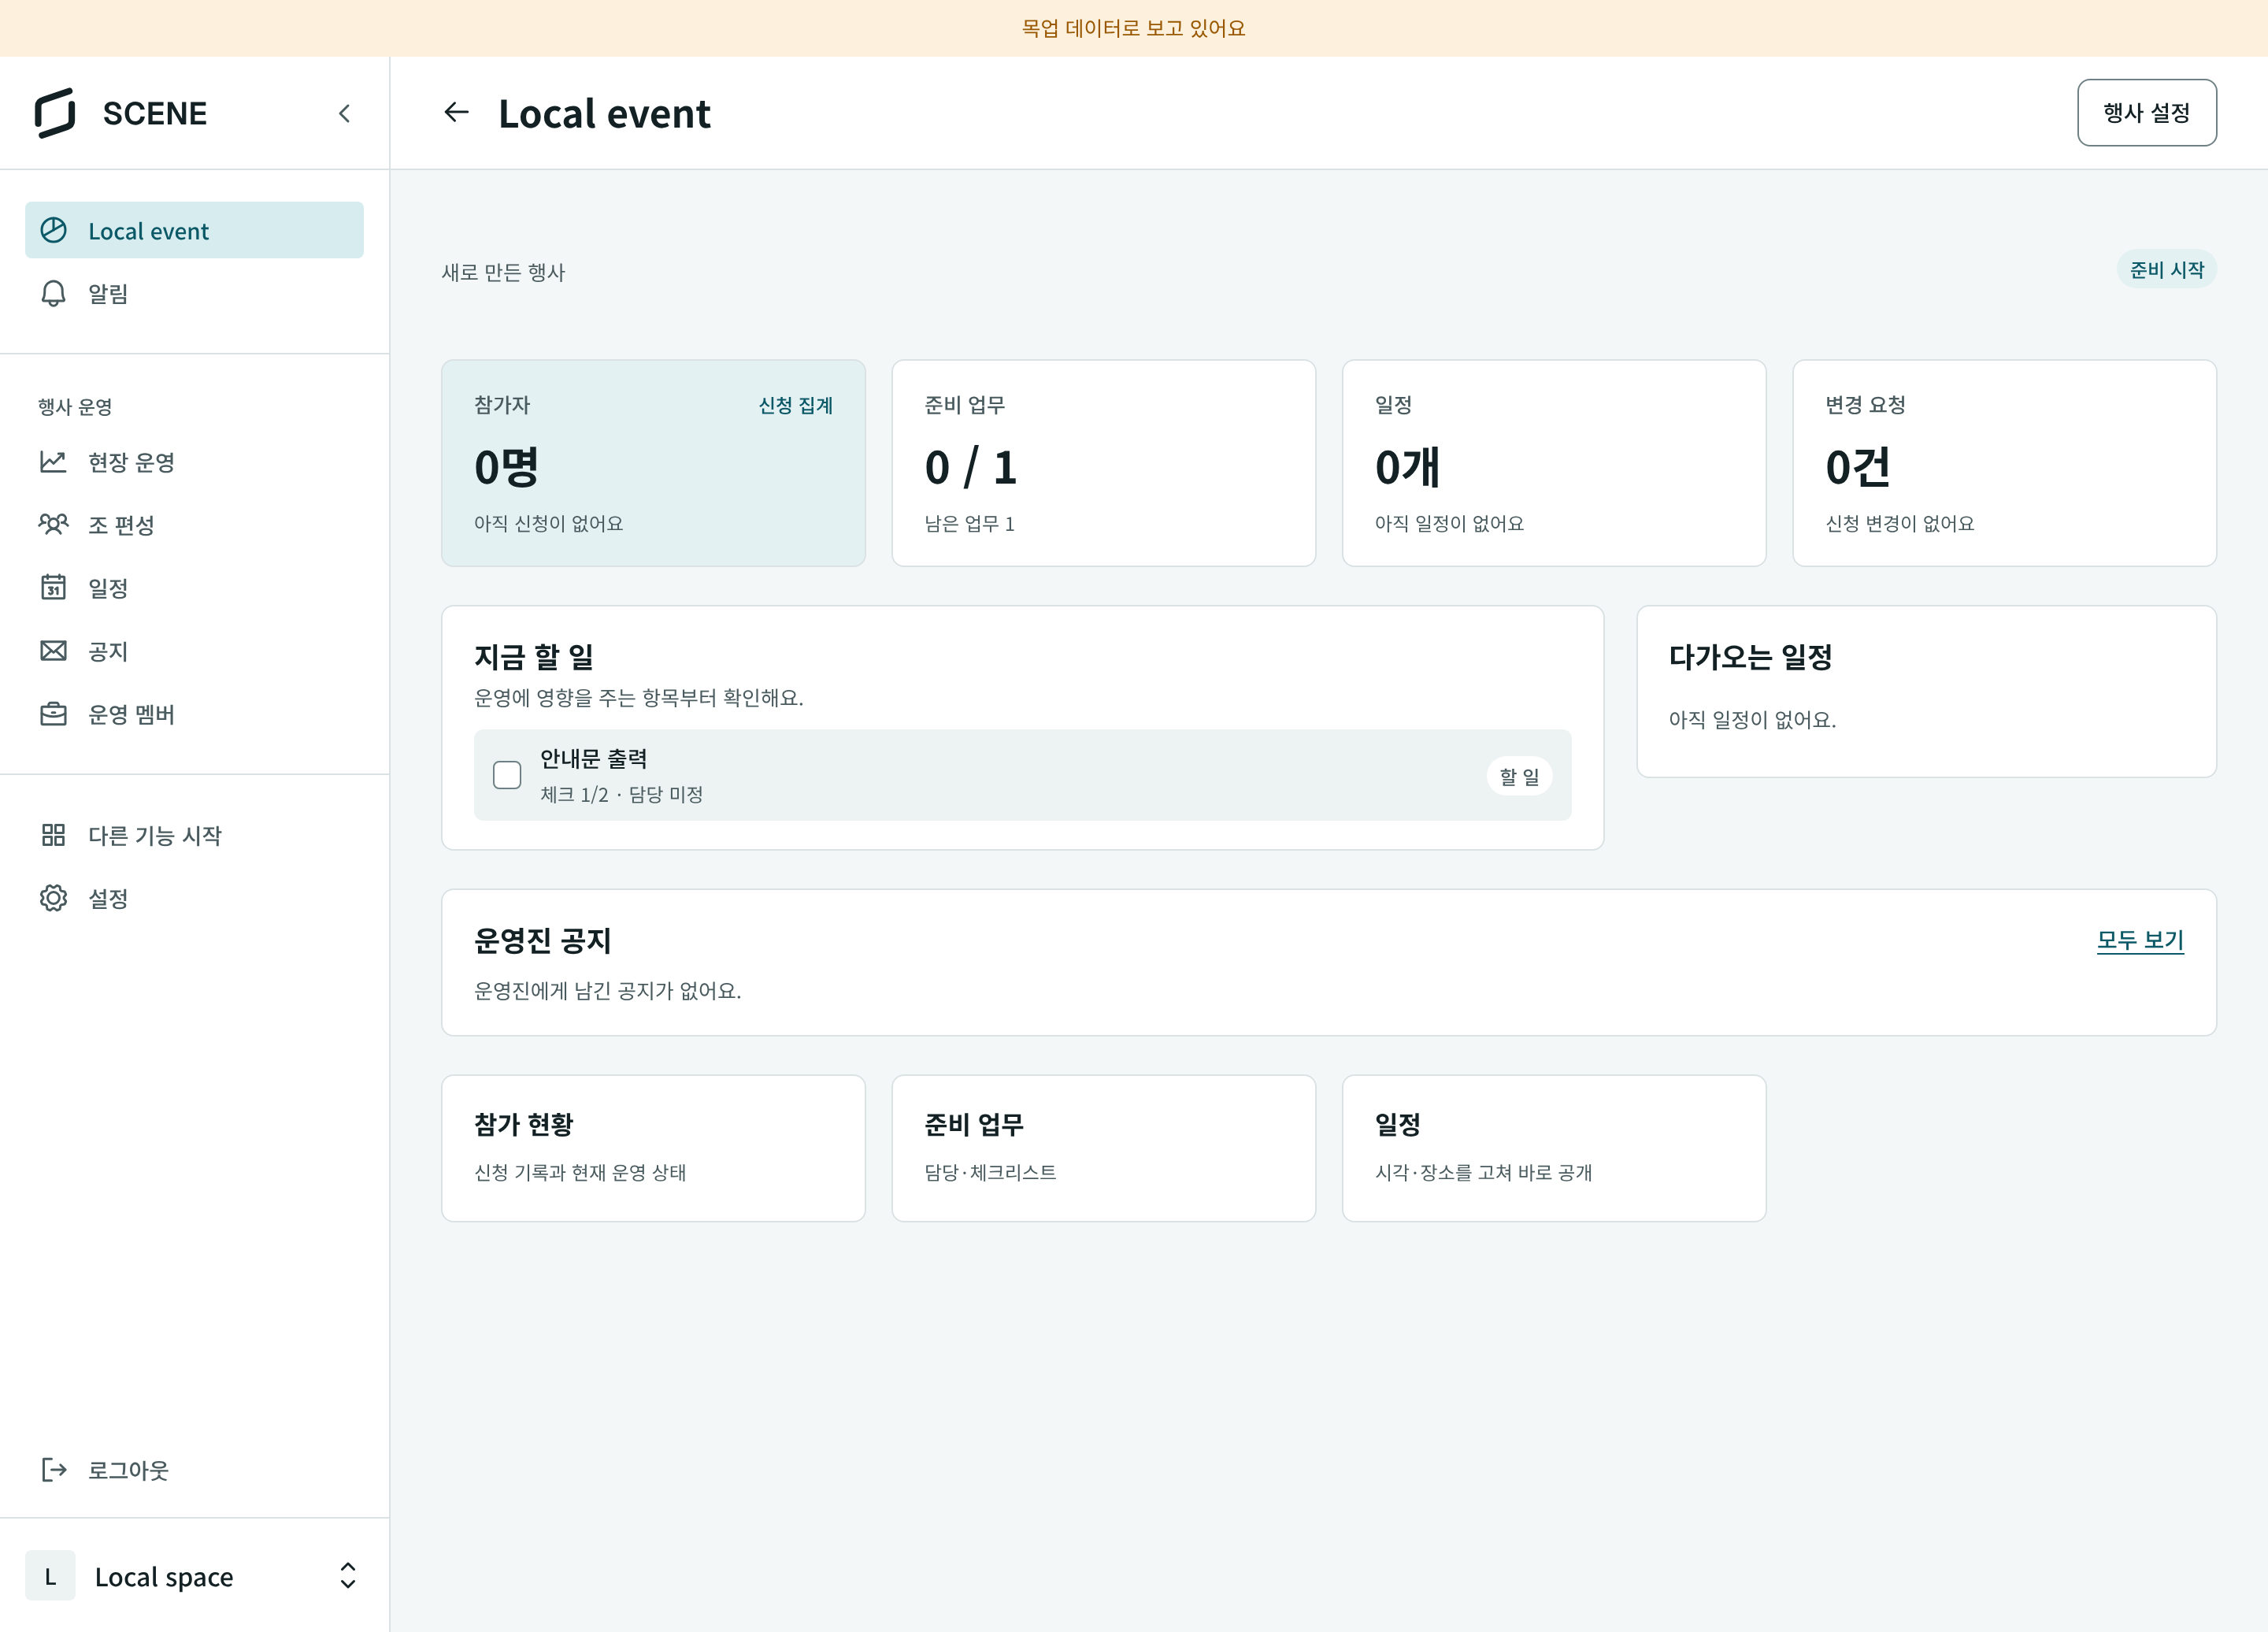 목업 데이터로 보고 있어요
SCENE
Local event
행사 설정
Local event
알림
행사 운영
현장 운영
조 편성
31
일정
공지
운영 멤버
다른 기능 시작
설정
로그아웃
L
Local space
새로 만든 행사
준비 시작
참가자
신청 집계
0명
아직 신청이 없어요
준비 업무
0 / 1
남은 업무 1
일정
0개
아직 일정이 없어요
변경 요청
0건
신청 변경이 없어요
지금 할 일
운영에 영향을 주는 항목부터 확인해요.
안내문 출력
체크 1/2 · 담당 미정
할 일
다가오는 일정
아직 일정이 없어요.
운영진 공지
모두 보기
운영진에게 남긴 공지가 없어요.
참가 현황
신청 기록과 현재 운영 상태
준비 업무
담당·체크리스트
일정
시각·장소를 고쳐 바로 공개